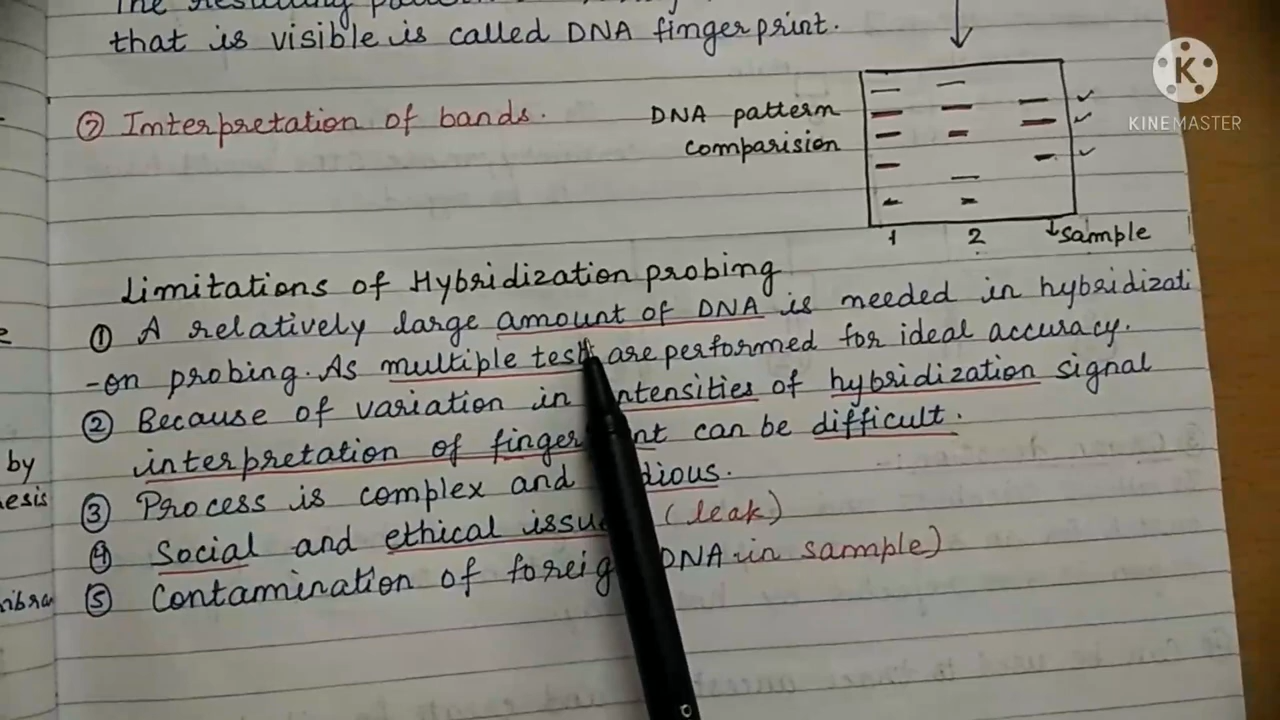 The Resulting
that is visible is called DNA fingerprint.
⑦ Interpretation of bands.
DNA pattern
comparision
1 2 ↓sample
K
KINEMASTER
Limitations of Hybridization probing
① A relatively large amount of DNA is needed in hybridizati
-on probing. As multiple test are performed for ideal accuracy.
② Because of variation in intensities of hybridization signal
interpretation of finger nt can be difficult.
③ Process is complex and dious.
④ Social and ethical issu (leak)
⑤ Contamination of foreig DNA in sample)
by
esis